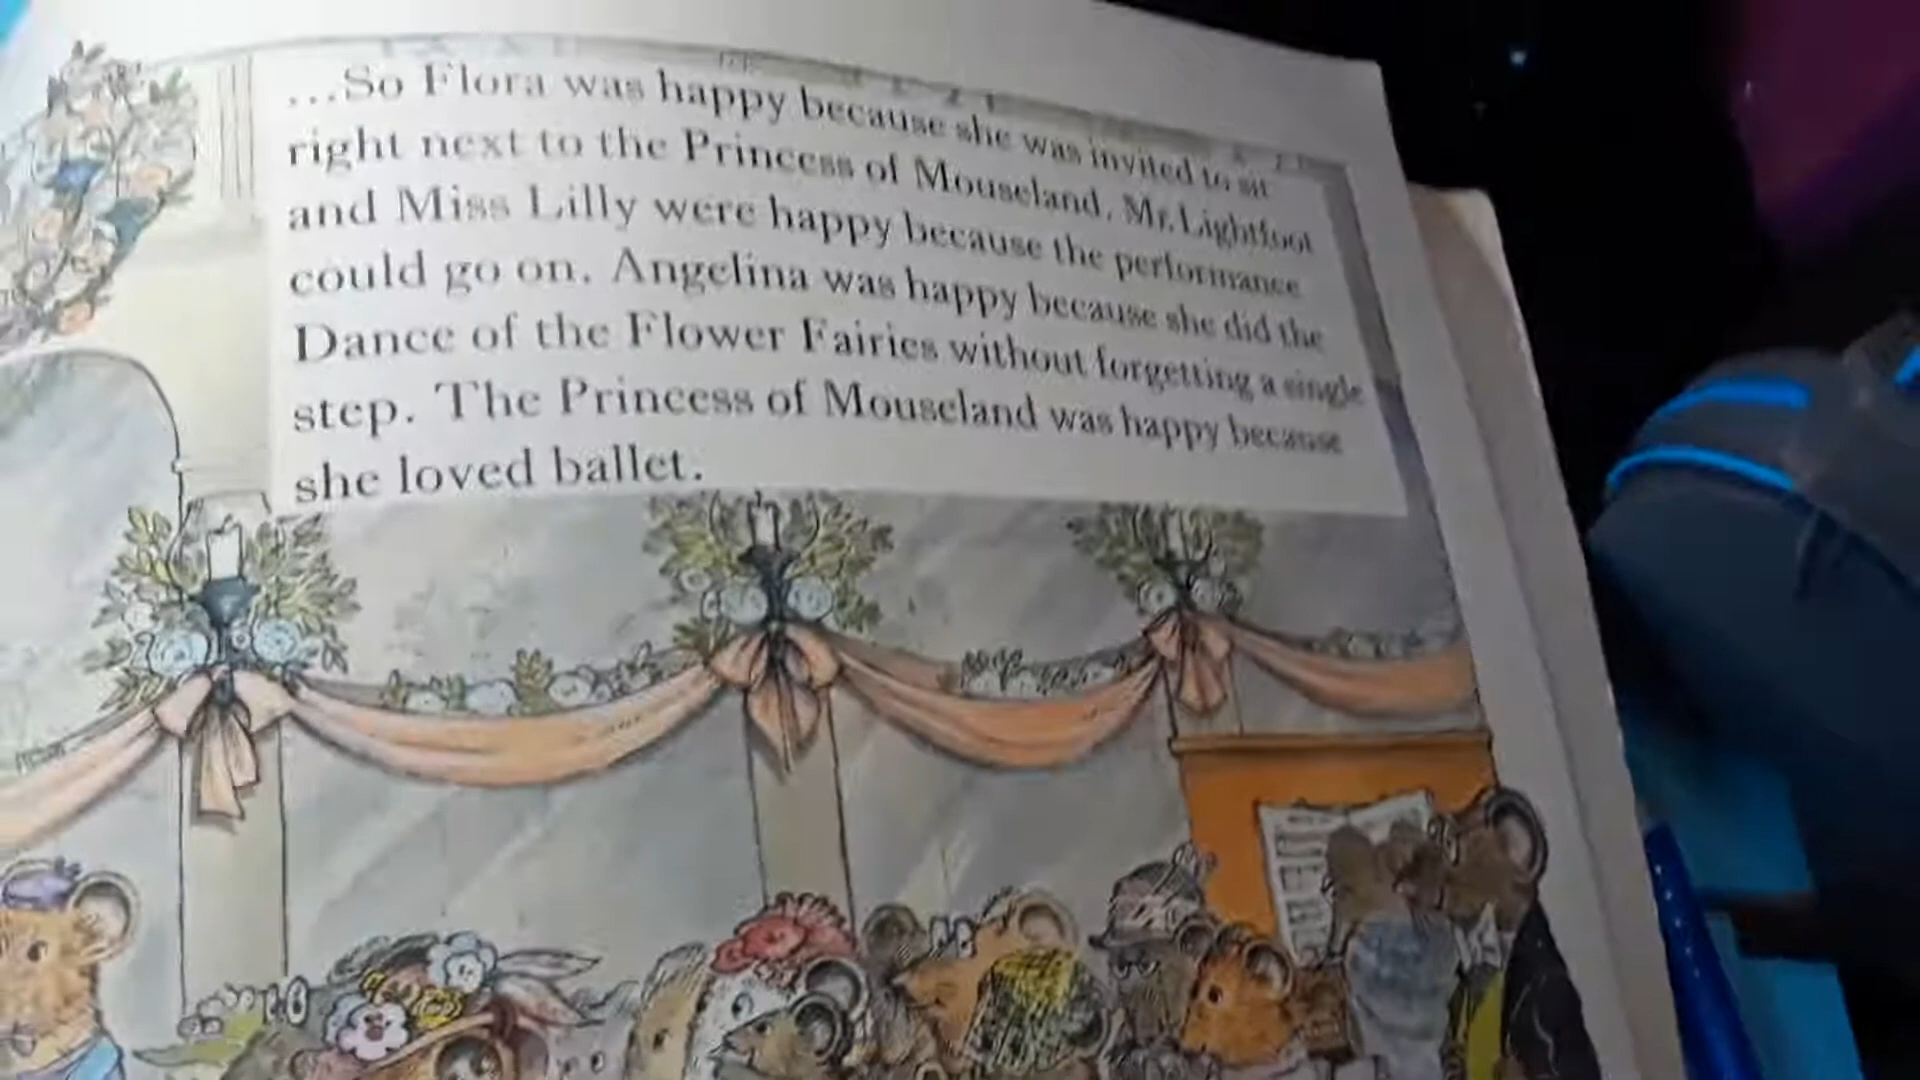 ...So Flora was happy because she was invited to sit
right next to the Princess of Mouseland. Mr. Lightfoot
and Miss Lilly were happy because the performance
could go on. Angelina was happy because she did the
Dance of the Flower Fairies without forgetting a single
step. The Princess of Mouseland was happy because
she loved ballet.